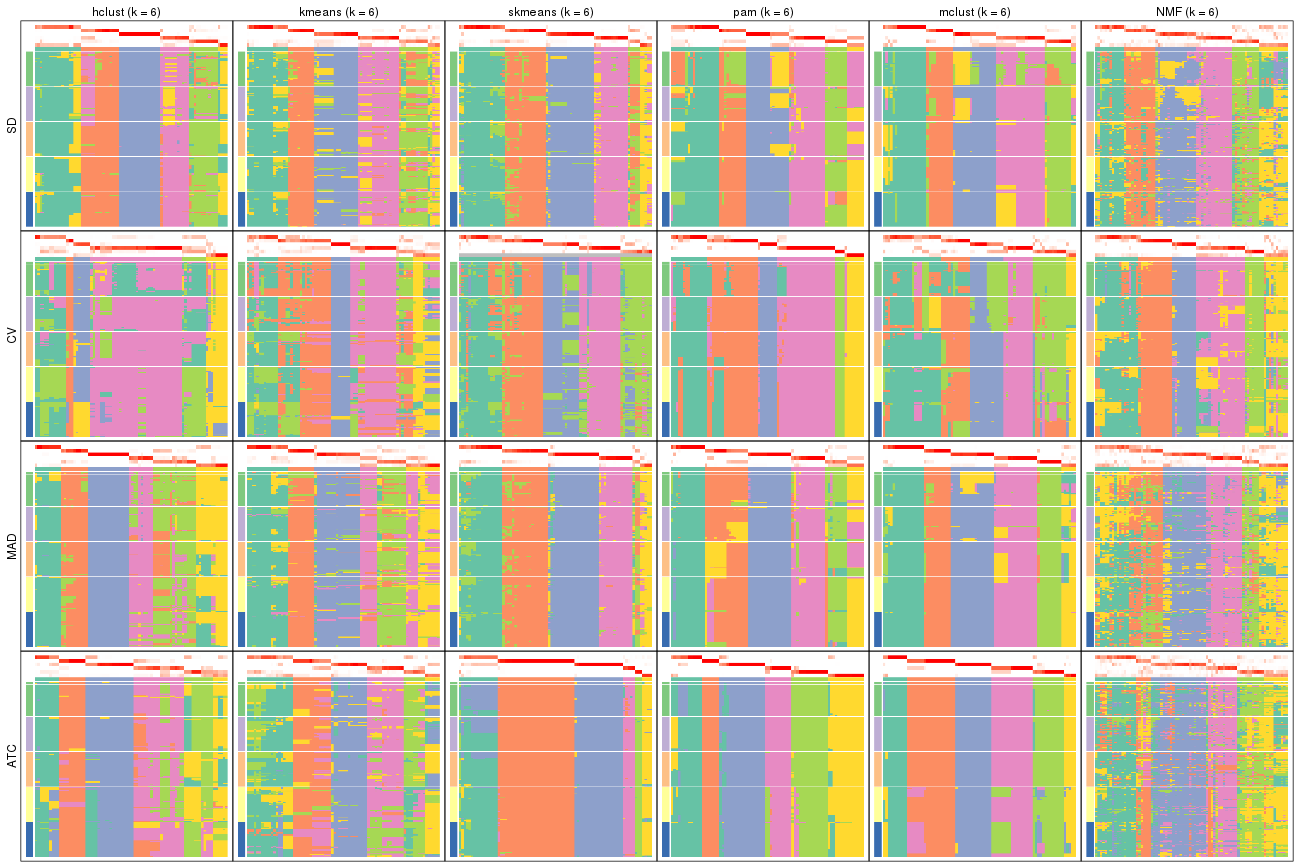 hclust (k = 6) kmeans (k = 6) skmeans (k = 6) pam (k = 6) mclust (k = 6) NMF (k = 6)
SD
CV
MAD
ATC